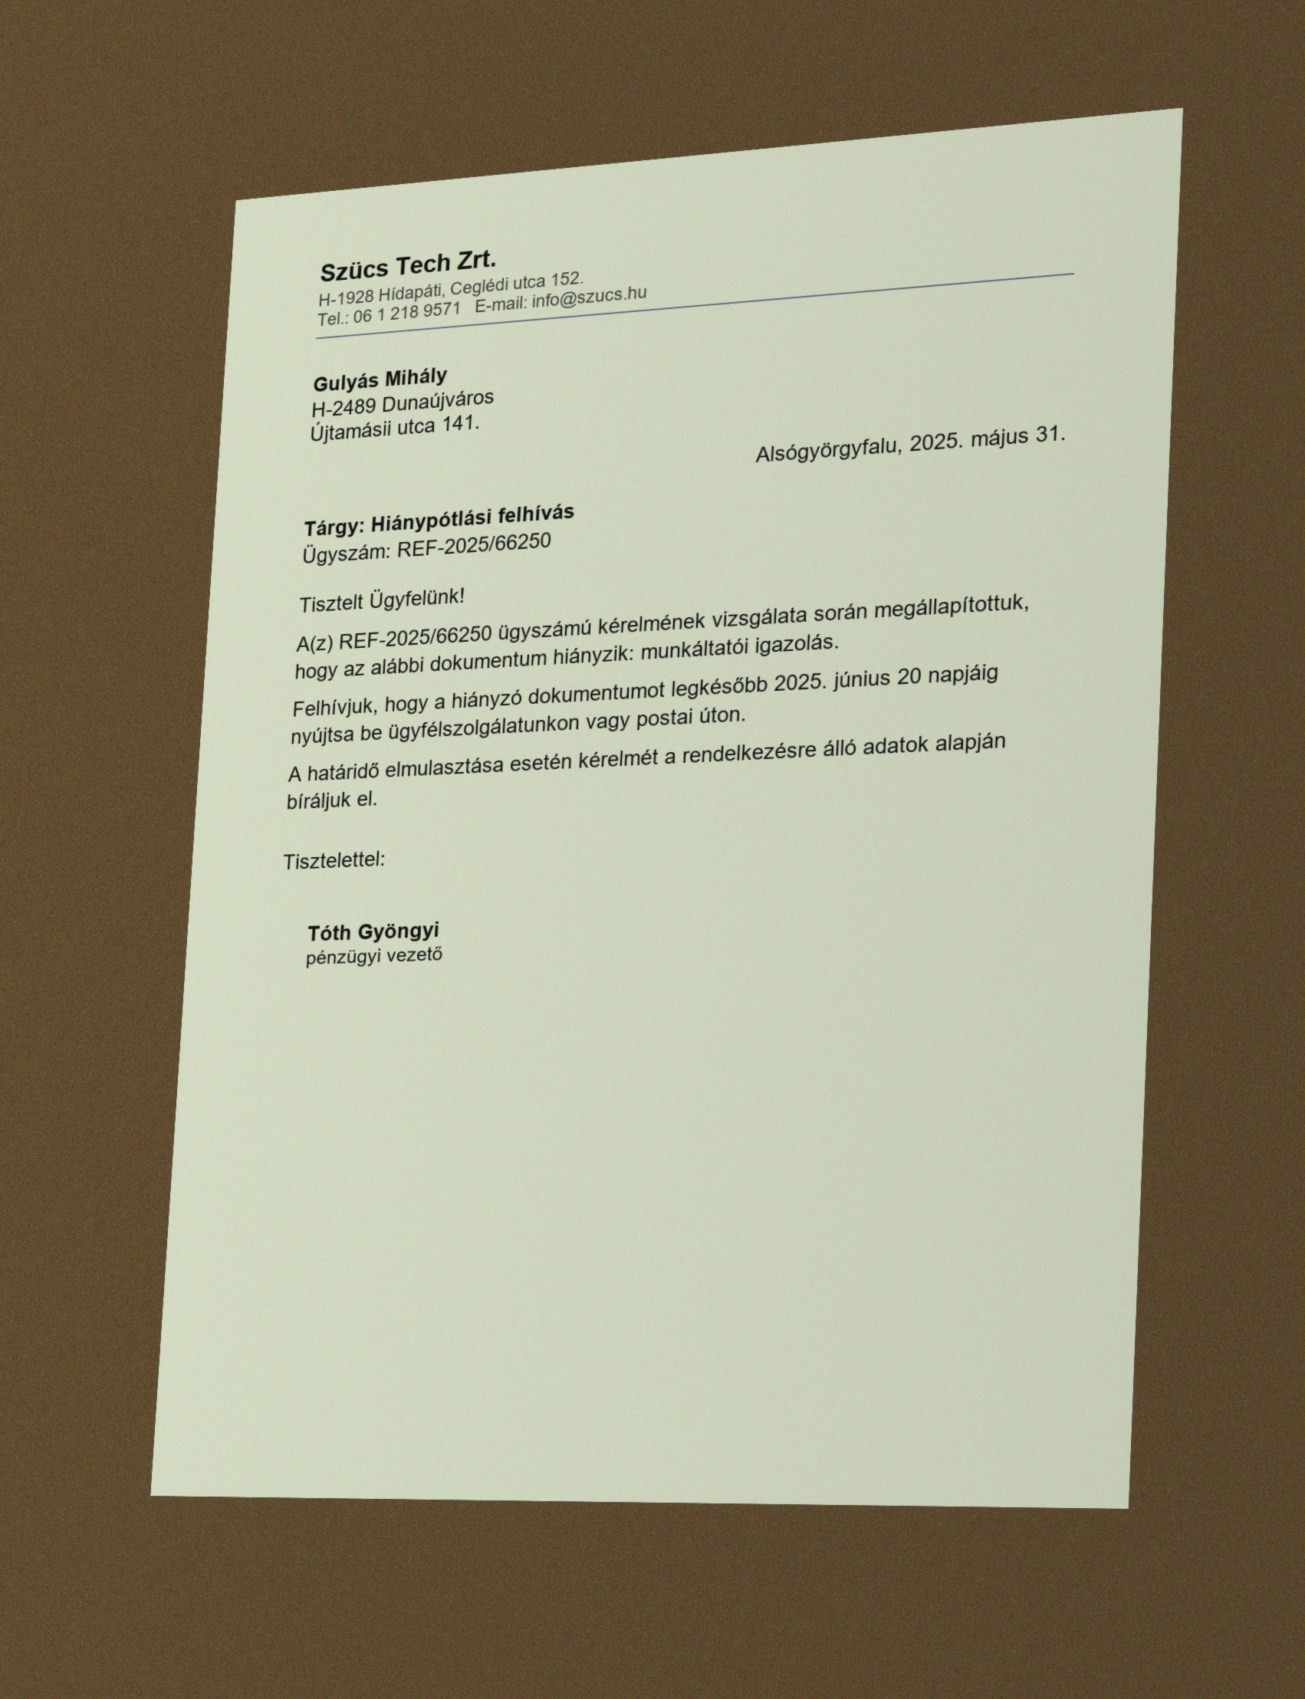 Szücs Tech Zrt.
H-1928 Hídapáti, Ceglédi utca 152.
Tel.: 06 1 218 9571 E-mail: info@szucs.hu
Gulyás Mihály
H-2489 Dunaújváros
Újtamásii utca 141.
Alsógyörgyfalu, 2025. május 31.
Tárgy: Hiánypótlási felhívás
Ügyszám: REF-2025/66250
Tisztelt Ügyfelünk!
A(z) REF-2025/66250 ügyszámú kérelmének vizsgálata során megállapítottuk,
hogy az alábbi dokumentum hiányzik: munkáltatói igazolás.
Felhívjuk, hogy a hiányzó dokumentumot legkésőbb 2025. június 20 napjáig
nyújtsa be ügyfélszolgálatunkon vagy postai úton.
A határidő elmulasztása esetén kérelmét a rendelkezésre álló adatok alapján
bíráljuk el.
Tisztelettel:
Tóth Gyöngyi
pénzügyi vezető